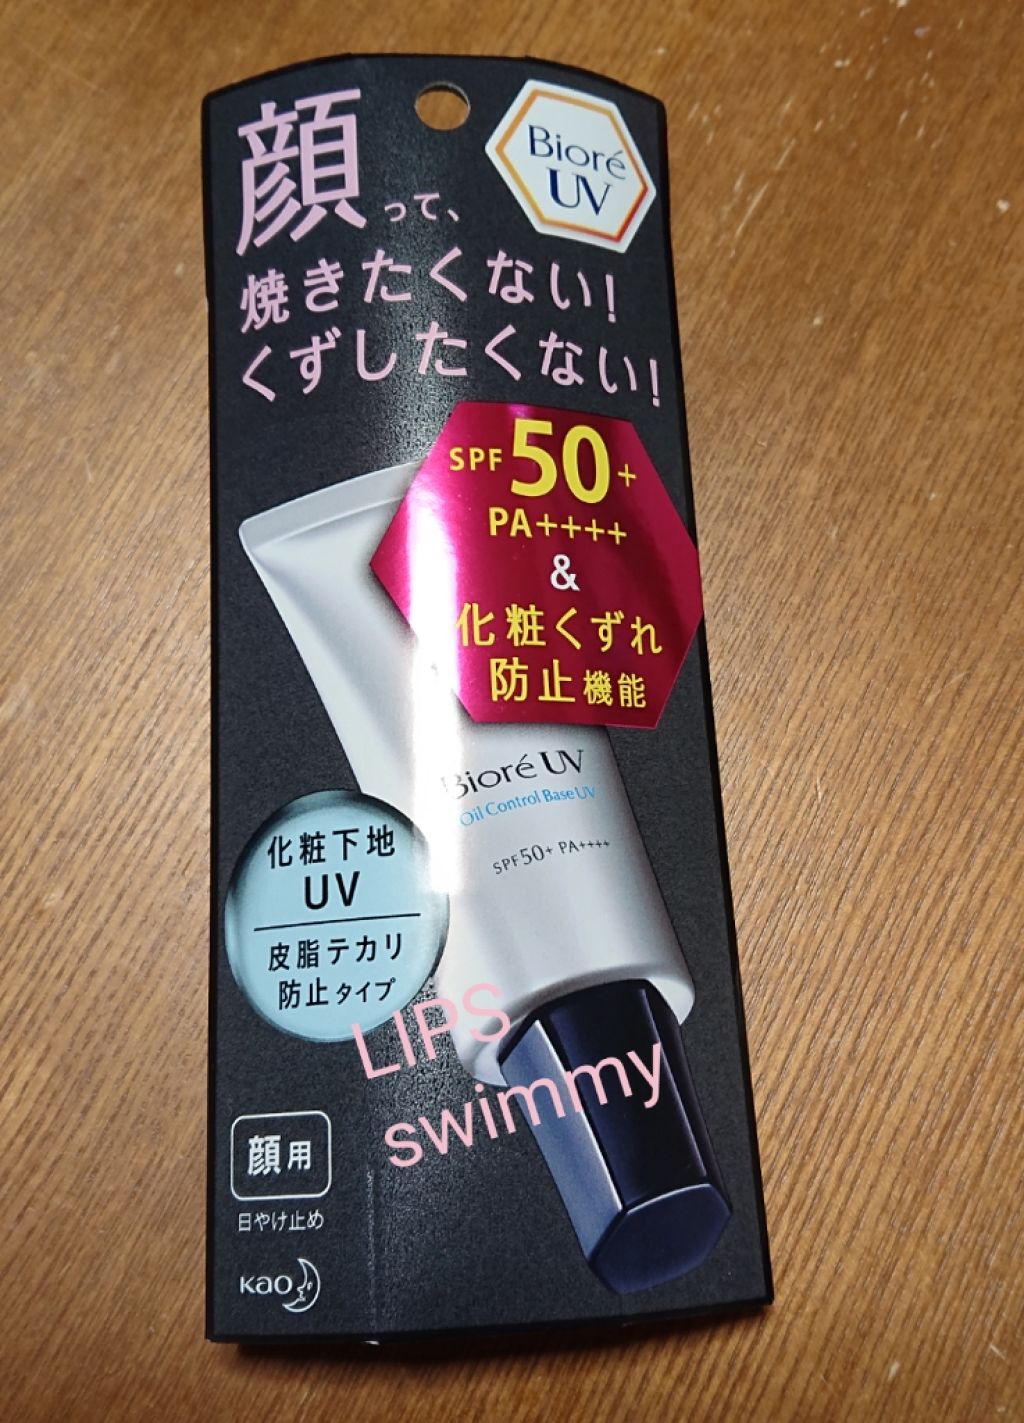 Bioré
UV
顔って、
焼きたくない!
くずしたくない!
SPF50+
PA++++
&
化粧くずれ
防止機能
Bioré UV
Oil Control Base UV
SPF50+ PA++++
化粧下地
UV
皮脂テカリ
防止タイプ
LIPS
swimmy
顔用
日やけ止め
Kao